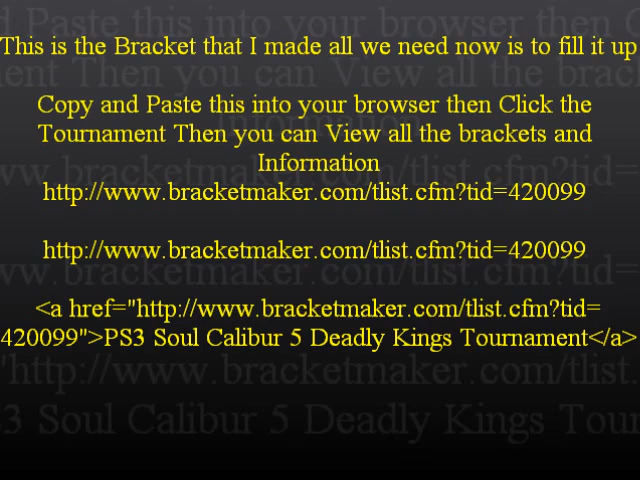 This is the Bracket that I made all we need now is to fill it up
Copy and Paste this into your browser then Click the
Tournament Then you can View all the brackets and
Information
http://www.bracketmaker.com/tlist.cfm?tid=420099
http://www.bracketmaker.com/tlist.cfm?tid=420099
<a href="http://www.bracketmaker.com/tlist.cfm?tid=
420099">PS3 Soul Calibur 5 Deadly Kings Tournament</a>